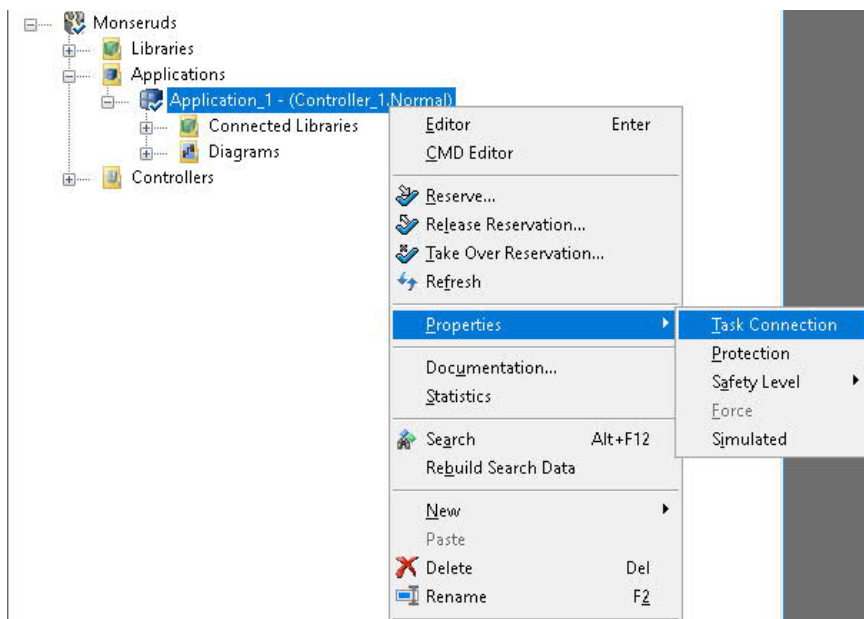 Monseruds
Libraries
Applications
Application_1 - (Controller_1.Normal)
Connected Libraries
Diagrams
Controllers
Editor Enter
CMD Editor
Reserve...
Release Reservation...
Take Over Reservation...
Refresh
Properties
Task Connection
Protection
Safety Level
Force
Simulated
Documentation...
Statistics
Search Alt+F12
Rebuild Search Data
New
Paste
Delete Del
Rename F2